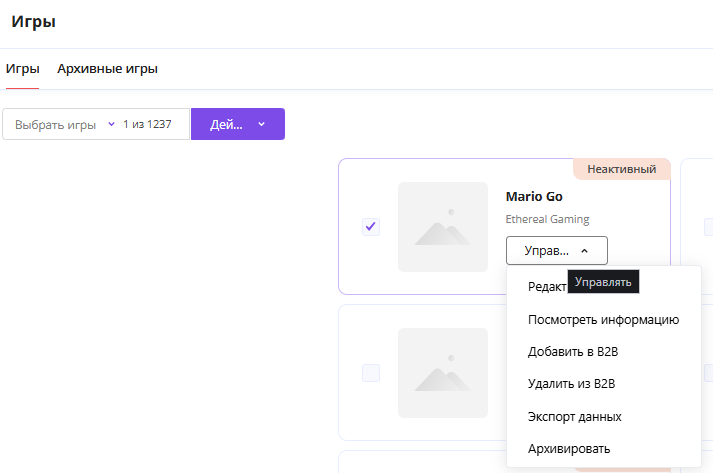 Игры
Игры Архивные игры
Выбрать игры 1 из 1237 Дей...
Неактивный
Mario Go
Ethereal Gaming
Управ...
Редакт
Управлять
Посмотреть информацию
Добавить в B2B
Удалить из B2B
Экспорт данных
Архивировать